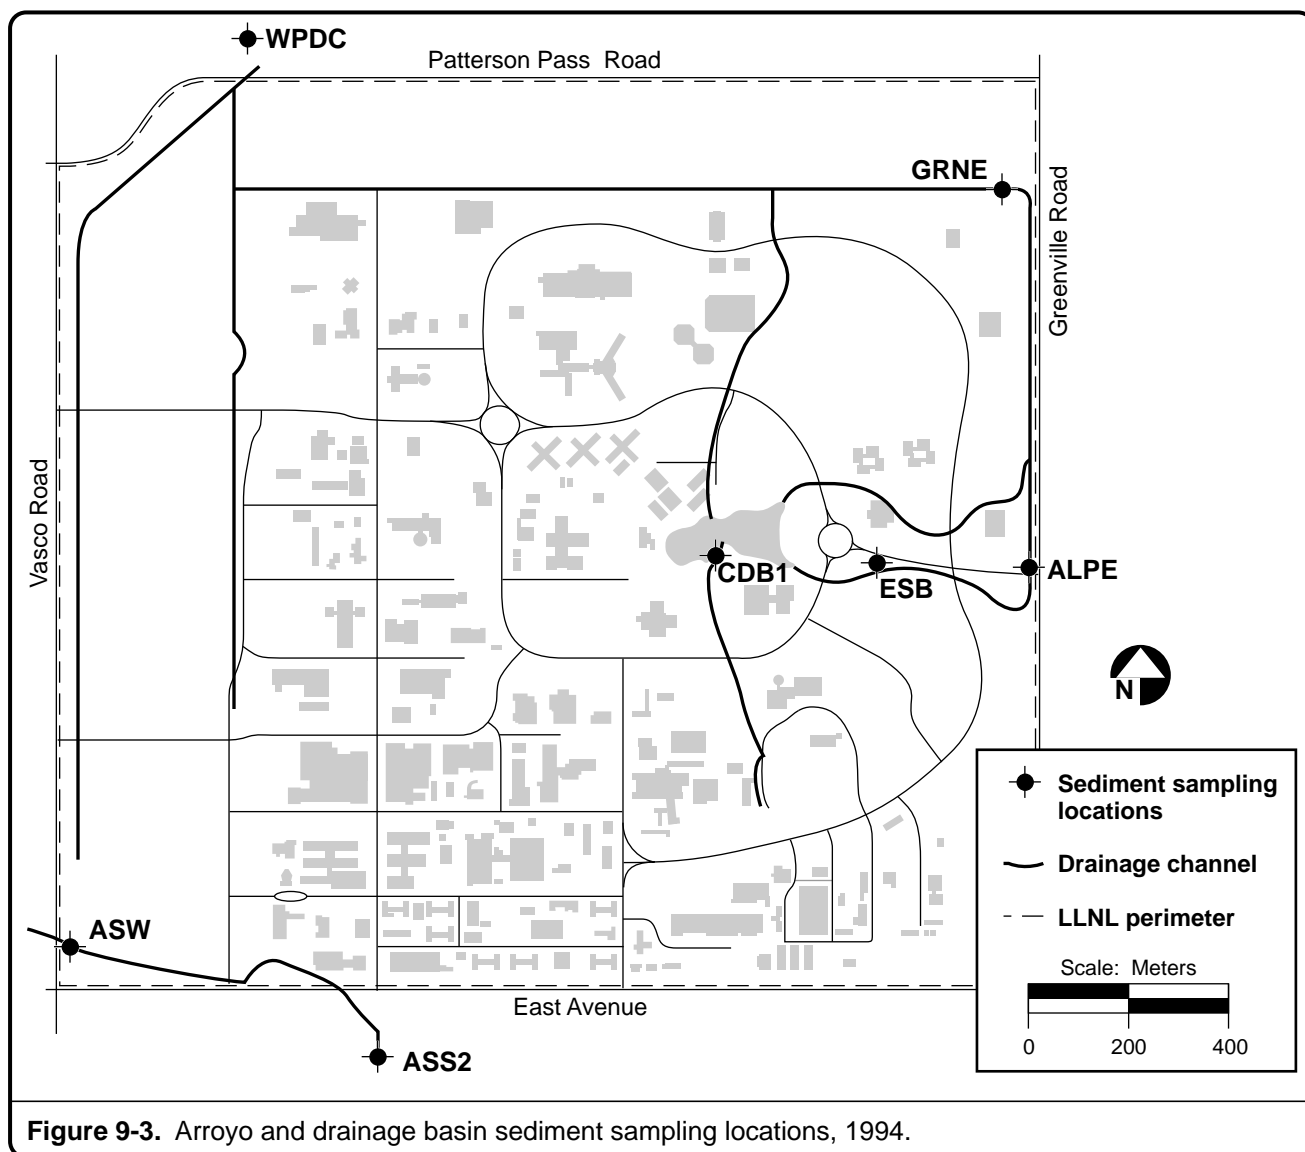 WPDC
Patterson Pass Road
GRNE
Greenville Road
Vasco Road
CDB1
ESB
ALPE
N
Sediment sampling
locations
Drainage channel
LLNL perimeter
Scale: Meters
0 200 400
ASW
East Avenue
ASS2
Figure 9-3. Arroyo and drainage basin sediment sampling locations, 1994.